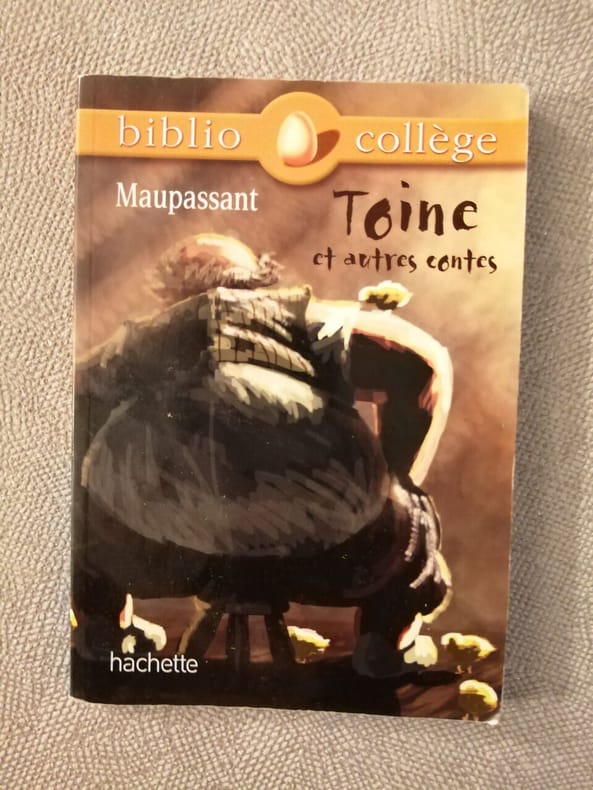 biblio collège
Maupassant
Toine
et autres contes
hachette